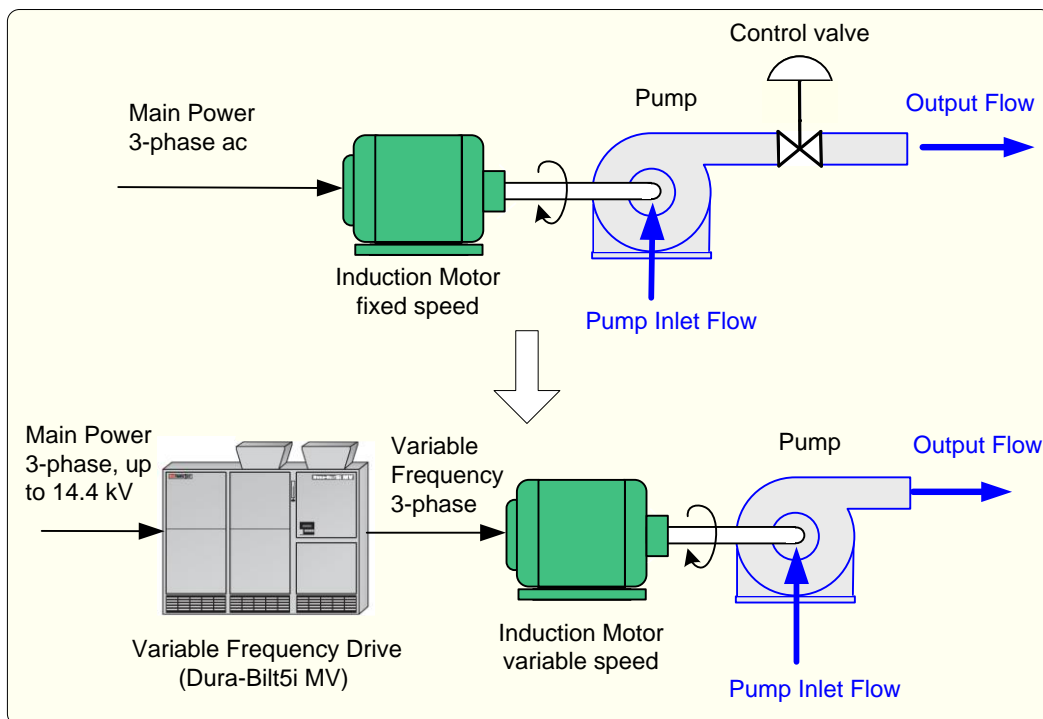 Control valve
Pump
Output Flow
Main Power
3-phase ac
Induction Motor
fixed speed
Pump Inlet Flow
Main Power
3-phase, up
to 14.4 kV
Variable
Frequency
3-phase
Pump
Output Flow
Variable Frequency Drive
(Dura-Bilt5i MV)
Induction Motor
variable speed
Pump Inlet Flow